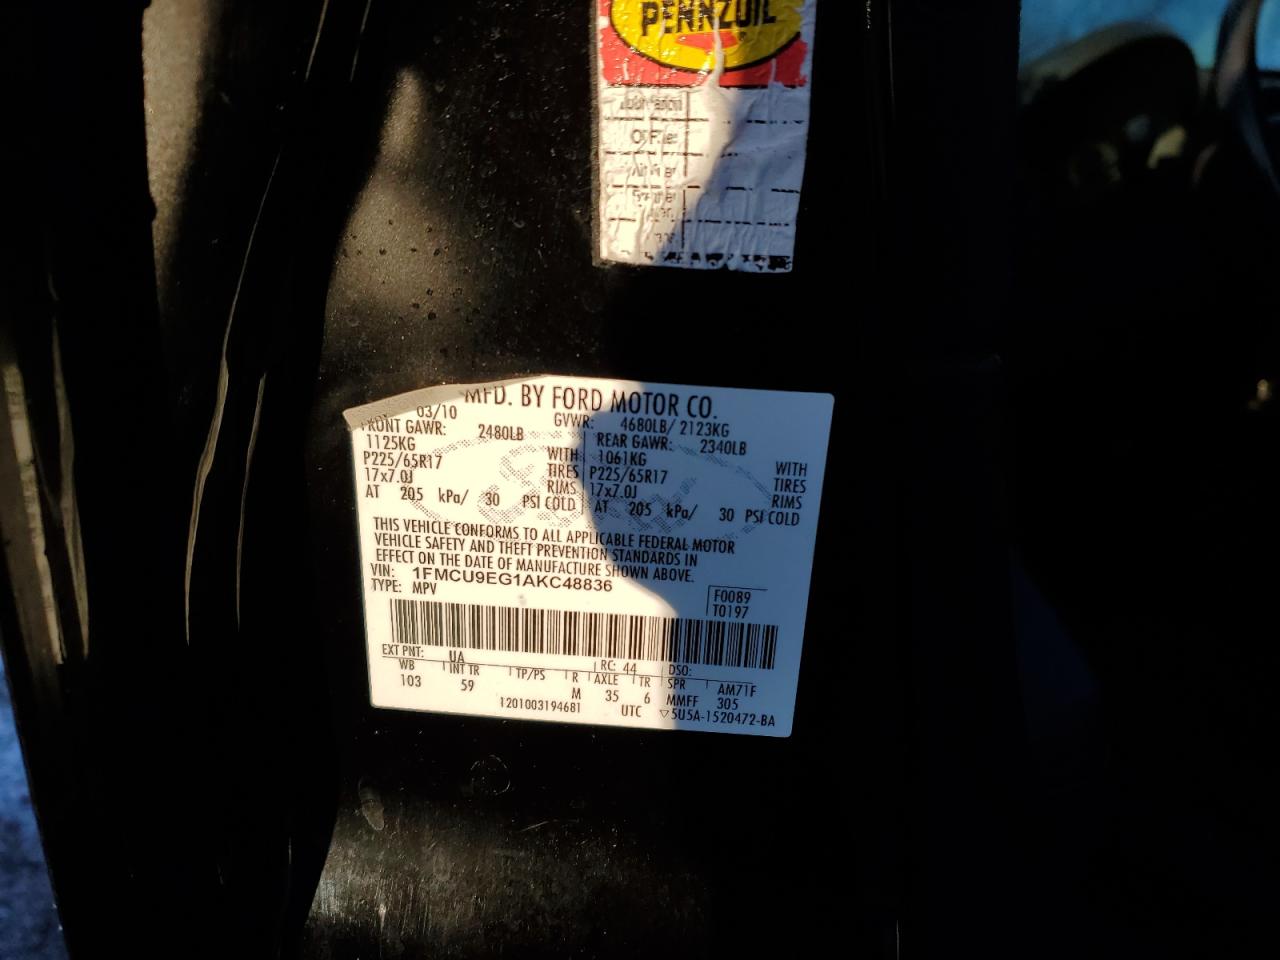 PENNZOIL
MFD. BY FORD MOTOR CO.
03/10 GVWR: 4680LB/ 2123KG
FRONT GAWR: 2480LB REAR GAWR: 2340LB
1125KG WITH 1061KG WITH
P225/65R17 TIRES P225/65R17 TIRES
17x7.0J RIMS 17x7.0J RIMS
AT 205 kPa/ 30 PSI COLD AT 205 kPa/ 30 PSI COLD
THIS VEHICLE CONFORMS TO ALL APPLICABLE FEDERAL MOTOR
VEHICLE SAFETY AND THEFT PREVENTION STANDARDS IN
EFFECT ON THE DATE OF MANUFACTURE SHOWN ABOVE.
VIN: 1FMCU9EG1AKC48836
TYPE: MPV F0089
T0197
EXT PNT: UA RC: 44 DSO:
WB INT TR TP/PS R AXLE TR SPR AM71F
103 59 M 35 6 MMFF 305
1201003194681 UTC ▽5U5A-1520472-BA